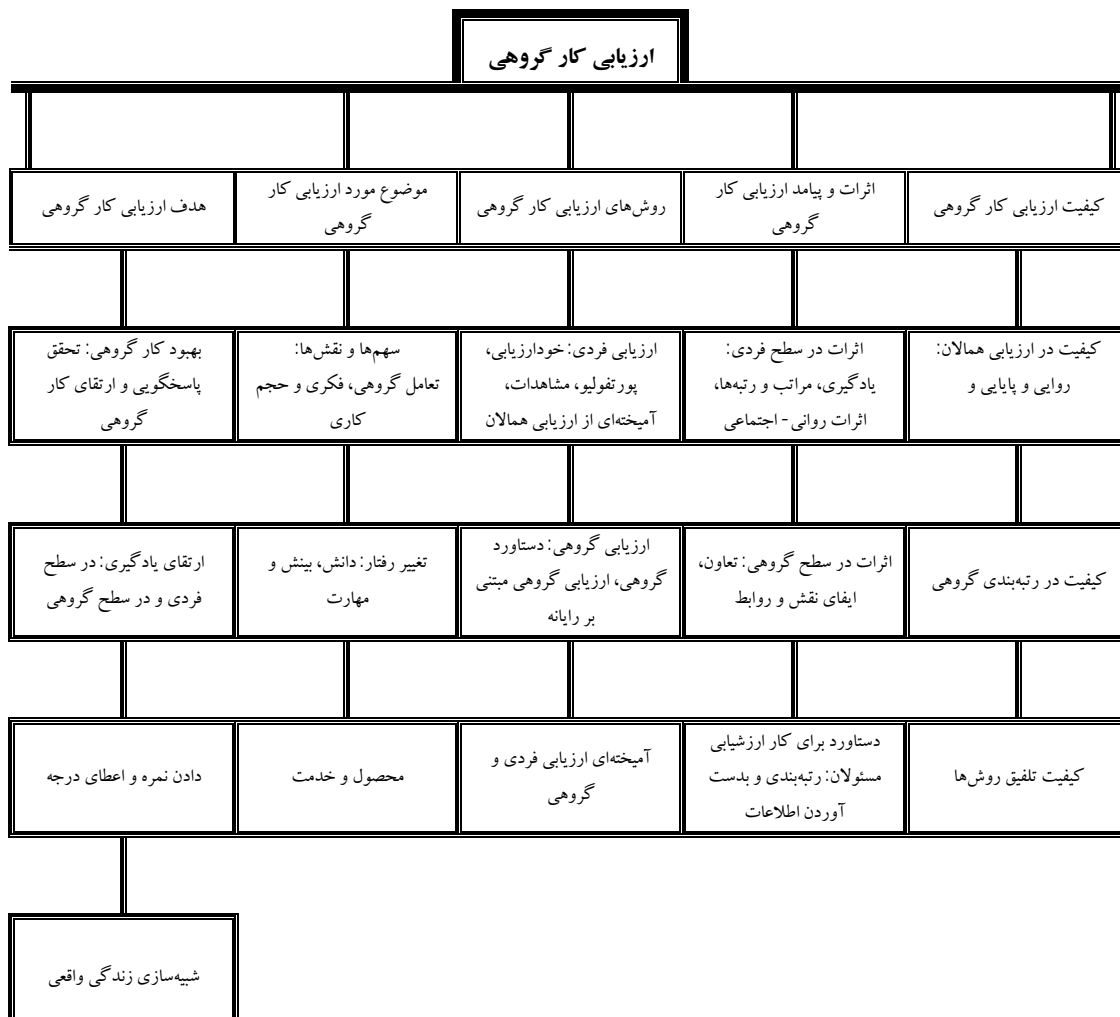 ارزیابی کار گروهی
کیفیت ارزیابی کار گروهی
اثرات و پیامد ارزیابی کار
گروهی
روش‌های ارزیابی کار گروهی
موضوع مورد ارزیابی کار
گروهی
هدف ارزیابی کار گروهی
کیفیت در ارزیابی همالان:
روایی و پایایی و
اثرات در سطح فردی:
یادگیری، مراتب و رتبه‌ها،
اثرات روانی - اجتماعی
ارزیابی فردی: خودارزیابی،
پورتفولیو، مشاهدات،
آمیخته‌ای از ارزیابی همالان
سهم‌ها و نقش‌ها:
تعامل گروهی، فکری و حجم
کاری
بهبود کار گروهی: تحقق
پاسخگویی و ارتقای کار
گروهی
کیفیت در رتبه‌بندی گروهی
اثرات در سطح گروهی: تعاون،
ایفای نقش و روابط
ارزیابی گروهی: دستاورد
گروهی، ارزیابی گروهی مبتنی
بر رایانه
تغییر رفتار: دانش، بینش و
مهارت
ارتقای یادگیری: در سطح
فردی و در سطح گروهی
کیفیت تلفیق روش‌ها
دستاورد برای کار ارزشیابی
مسئولان: رتبه‌بندی و بدست
آوردن اطلاعات
آمیخته‌ای ارزیابی فردی و
گروهی
محصول و خدمت
دادن نمره و اعطای درجه
شبیه‌سازی زندگی واقعی